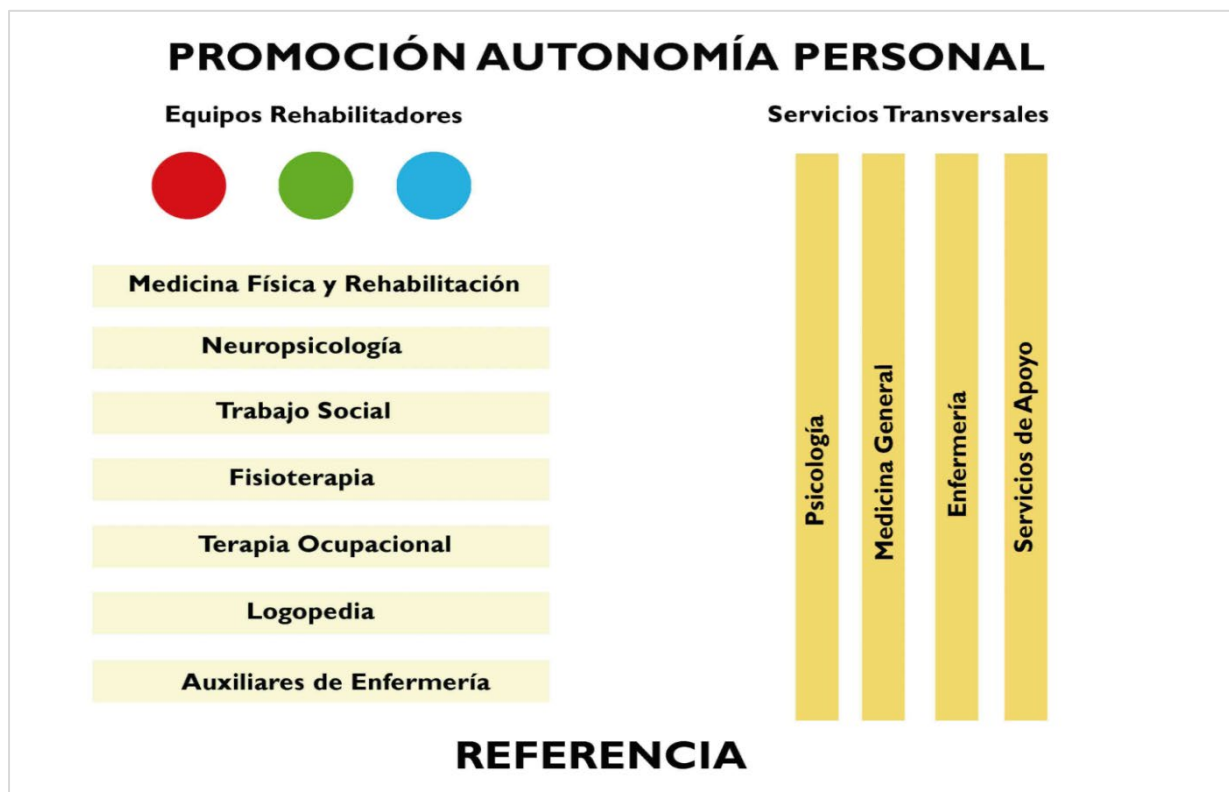 PROMOCIÓN AUTONOMÍA PERSONAL
Equipos Rehabilitadores
Servicios Transversales
Medicina Física y Rehabilitación
Neuropsicología
Trabajo Social
Fisioterapia
Terapia Ocupacional
Logopedia
Auxiliares de Enfermería
Psicología
Medicina General
Enfermería
Servicios de Apoyo
REFERENCIA